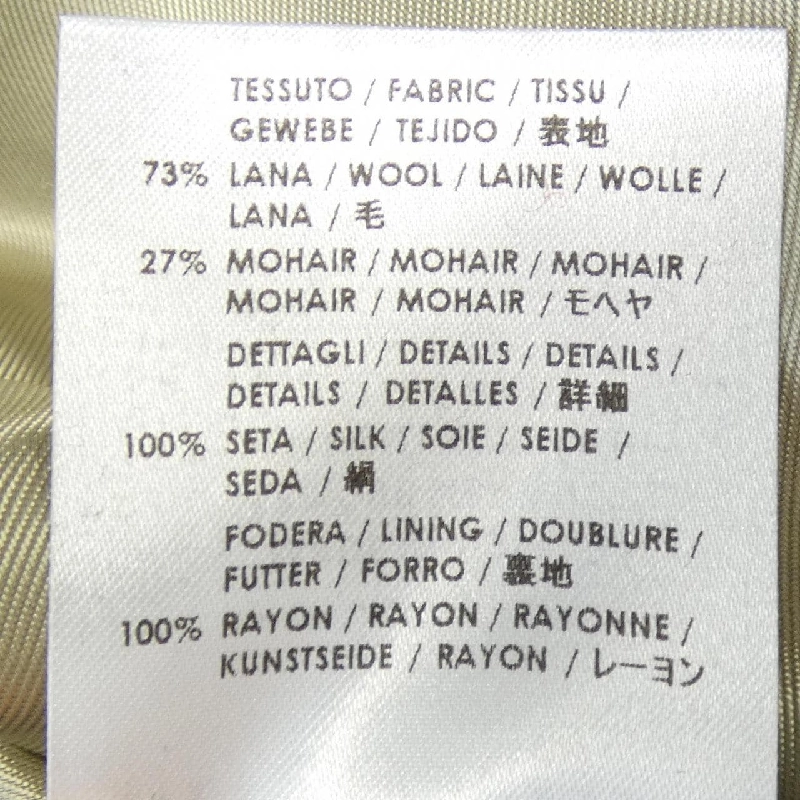 TESSUTO / FABRIC / TISSU /
GEWEBE / TEJIDO / 表地
73% LANA / WOOL / LAINE / WOLLE /
LANA / 毛
27% MOHAIR / MOHAIR / MOHAIR /
MOHAIR / MOHAIR / モヘヤ
DETTAGLI / DETAILS / DETAILS /
DETAILS / DETALLES / 詳細
100% SETA / SILK / SOIE / SEIDE /
SEDA / 絹
FODERA / LINING / DOUBLURE /
FUTTER / FORRO / 裏地
100% RAYON / RAYON / RAYONNE /
KUNSTSEIDE / RAYON / レーヨン